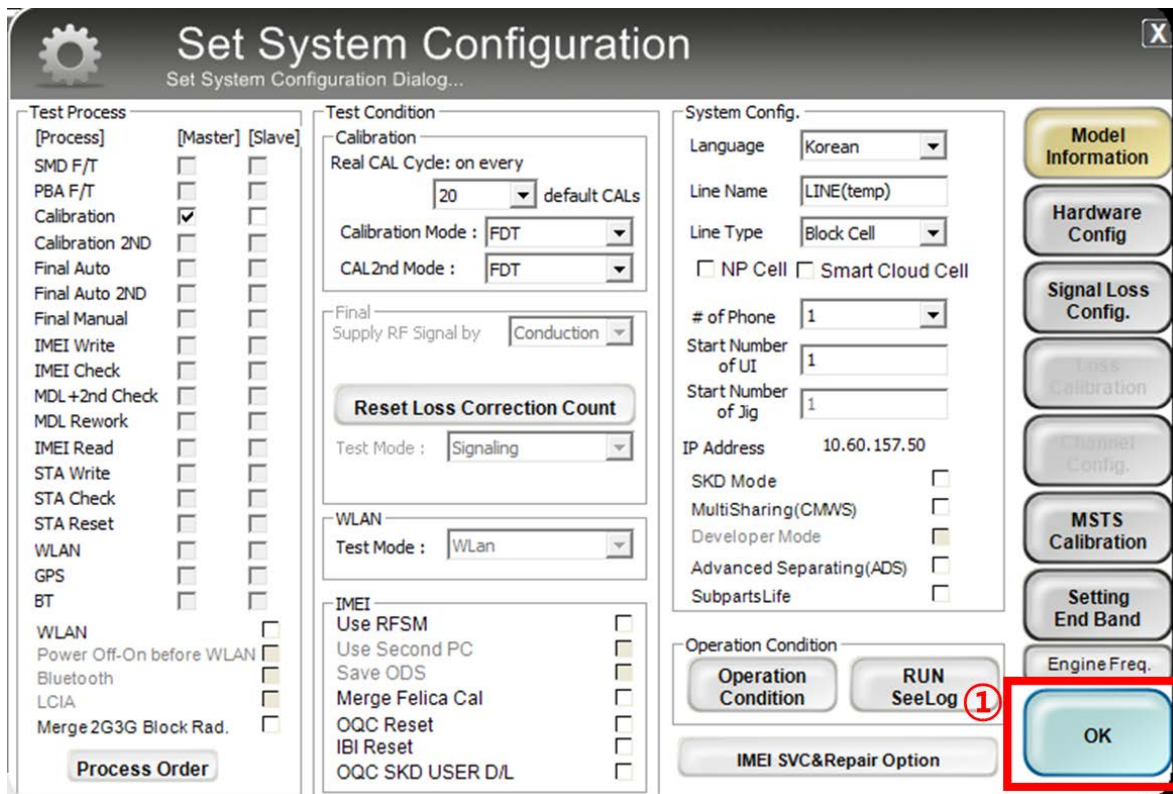 Set System Configuration
Set System Configuration Dialog...
X
Test Process
[Process] [Master] [Slave]
SMD F/T
PBA F/T
Calibration
Calibration 2ND
Final Auto
Final Auto 2ND
Final Manual
IMEI Write
IMEI Check
MDL+2nd Check
MDL Rework
IMEI Read
STA Write
STA Check
STA Reset
WLAN
GPS
BT
WLAN
Power Off-On before WLAN
Bluetooth
LCIA
Merge 2G3G Block Rad.
Process Order
Test Condition
Calibration
Real CAL Cycle: on every
20 default CALs
Calibration Mode : FDT
CAL2nd Mode : FDT
Final
Supply RF Signal by Conduction
Reset Loss Correction Count
Test Mode : Signaling
WLAN
Test Mode : WLan
IMEI
Use RFSM
Use Second PC
Save ODS
Merge Felica Cal
OQC Reset
IBI Reset
OQC SKD USER D/L
System Config.
Language Korean
Line Name LINE(temp)
Line Type Block Cell
NP Cell Smart Cloud Cell
# of Phone 1
Start Number
of UI 1
Start Number
of Jig 1
IP Address 10.60.157.50
SKD Mode
MultiSharing(CMWS)
Developer Mode
Advanced Separating(ADS)
SubpartsLife
Operation Condition
Operation
Condition
RUN
SeeLog
IMEI SVC&Repair Option
Model
Information
Hardware
Config
Signal Loss
Config.
Loss
Calibration
Channel
Config.
MSTS
Calibration
Setting
End Band
Engine Freq.
①
OK